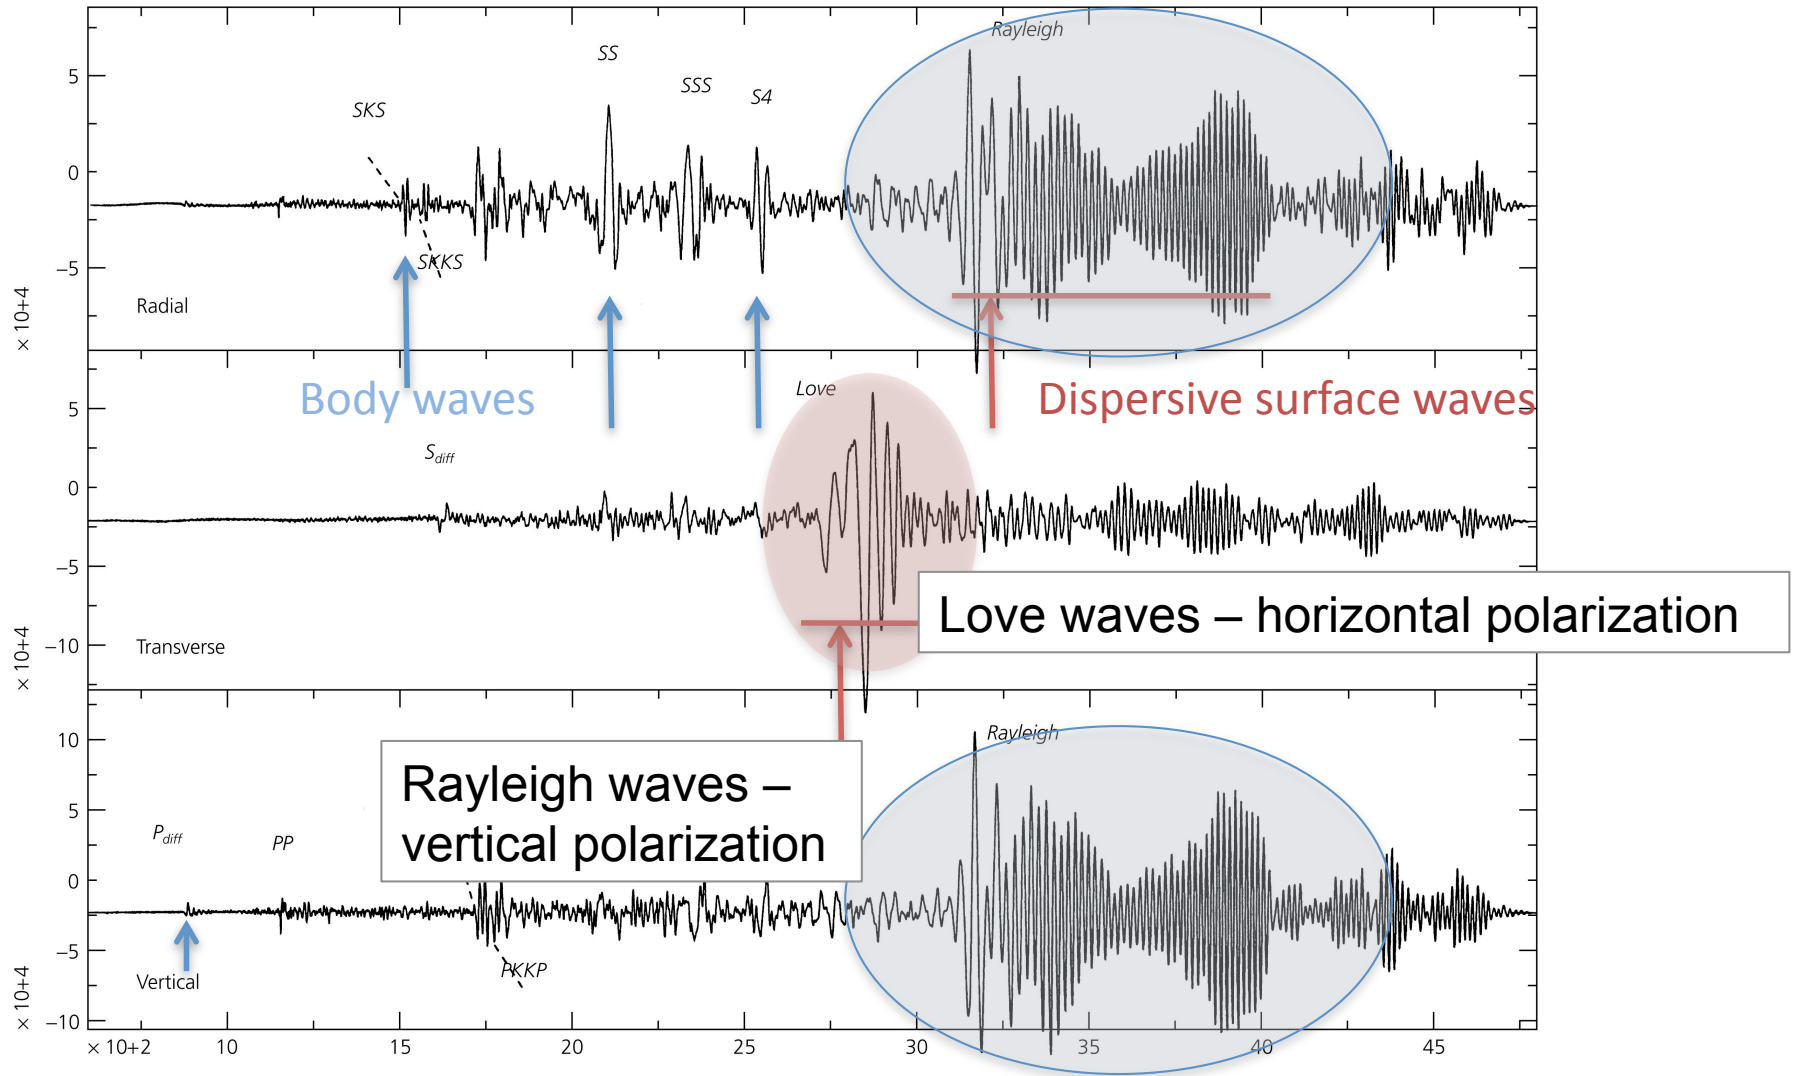 Rayleigh
SS
SSS
S4
SKS
5
0
−5
SKKS
Radial
× 10+4
Body waves
Love
Dispersive surface waves
5
Sdiff
0
−5
Love waves – horizontal polarization
−10
Transverse
× 10+4
10
Rayleigh
Rayleigh waves –
vertical polarization
5
Pdiff
PP
0
−5
PKKP
Vertical
× 10+4
−10
× 10+2 10 15 20 25 30 35 40 45